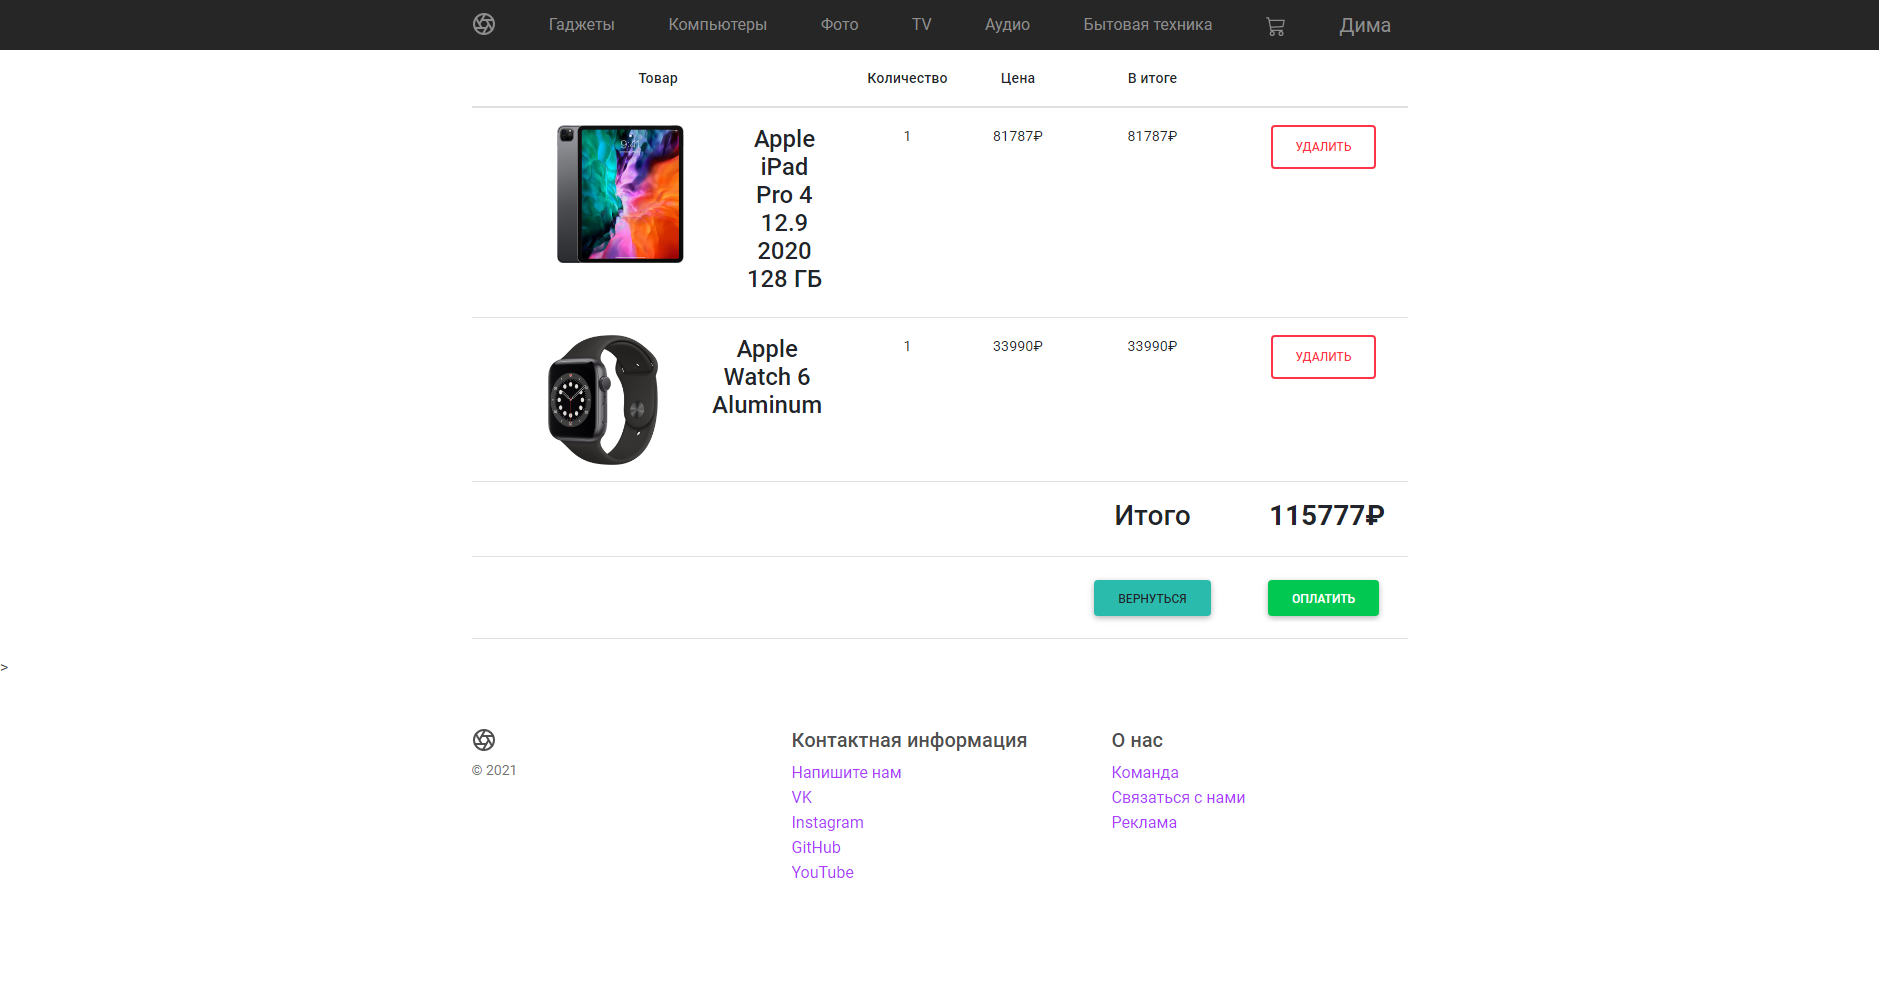 Гаджеты Компьютеры Фото TV Аудио Бытовая техника Дима
Товар Количество Цена В итоге
Apple iPad Pro 4 12.9 2020 128 ГБ 1 81787₽ 81787₽ УДАЛИТЬ
9:41
Apple Watch 6 Aluminum 1 33990₽ 33990₽ УДАЛИТЬ
Итого 115777₽
ВЕРНУТЬСЯ ОПЛАТИТЬ
>
© 2021
Контактная информация
Напишите нам
VK
Instagram
GitHub
YouTube
О нас
Команда
Связаться с нами
Реклама